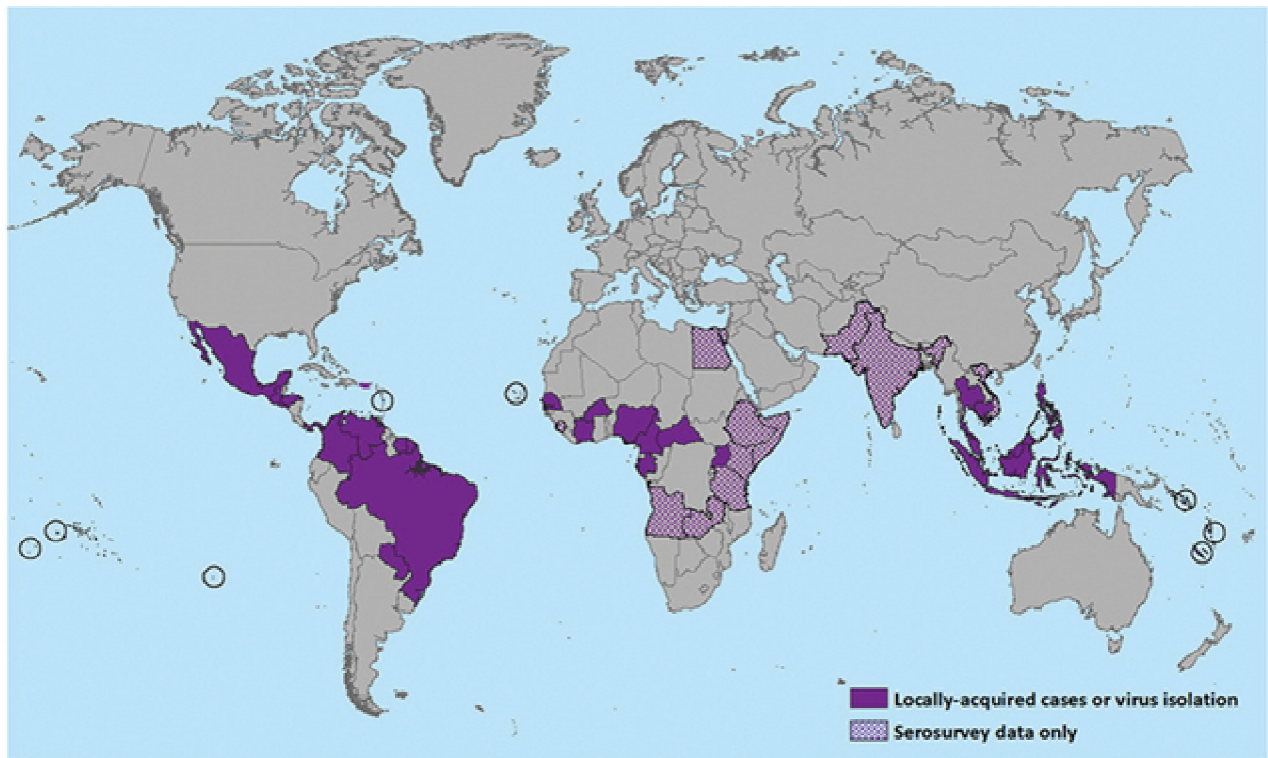 Locally-acquired cases or virus isolation
Serosurvey data only